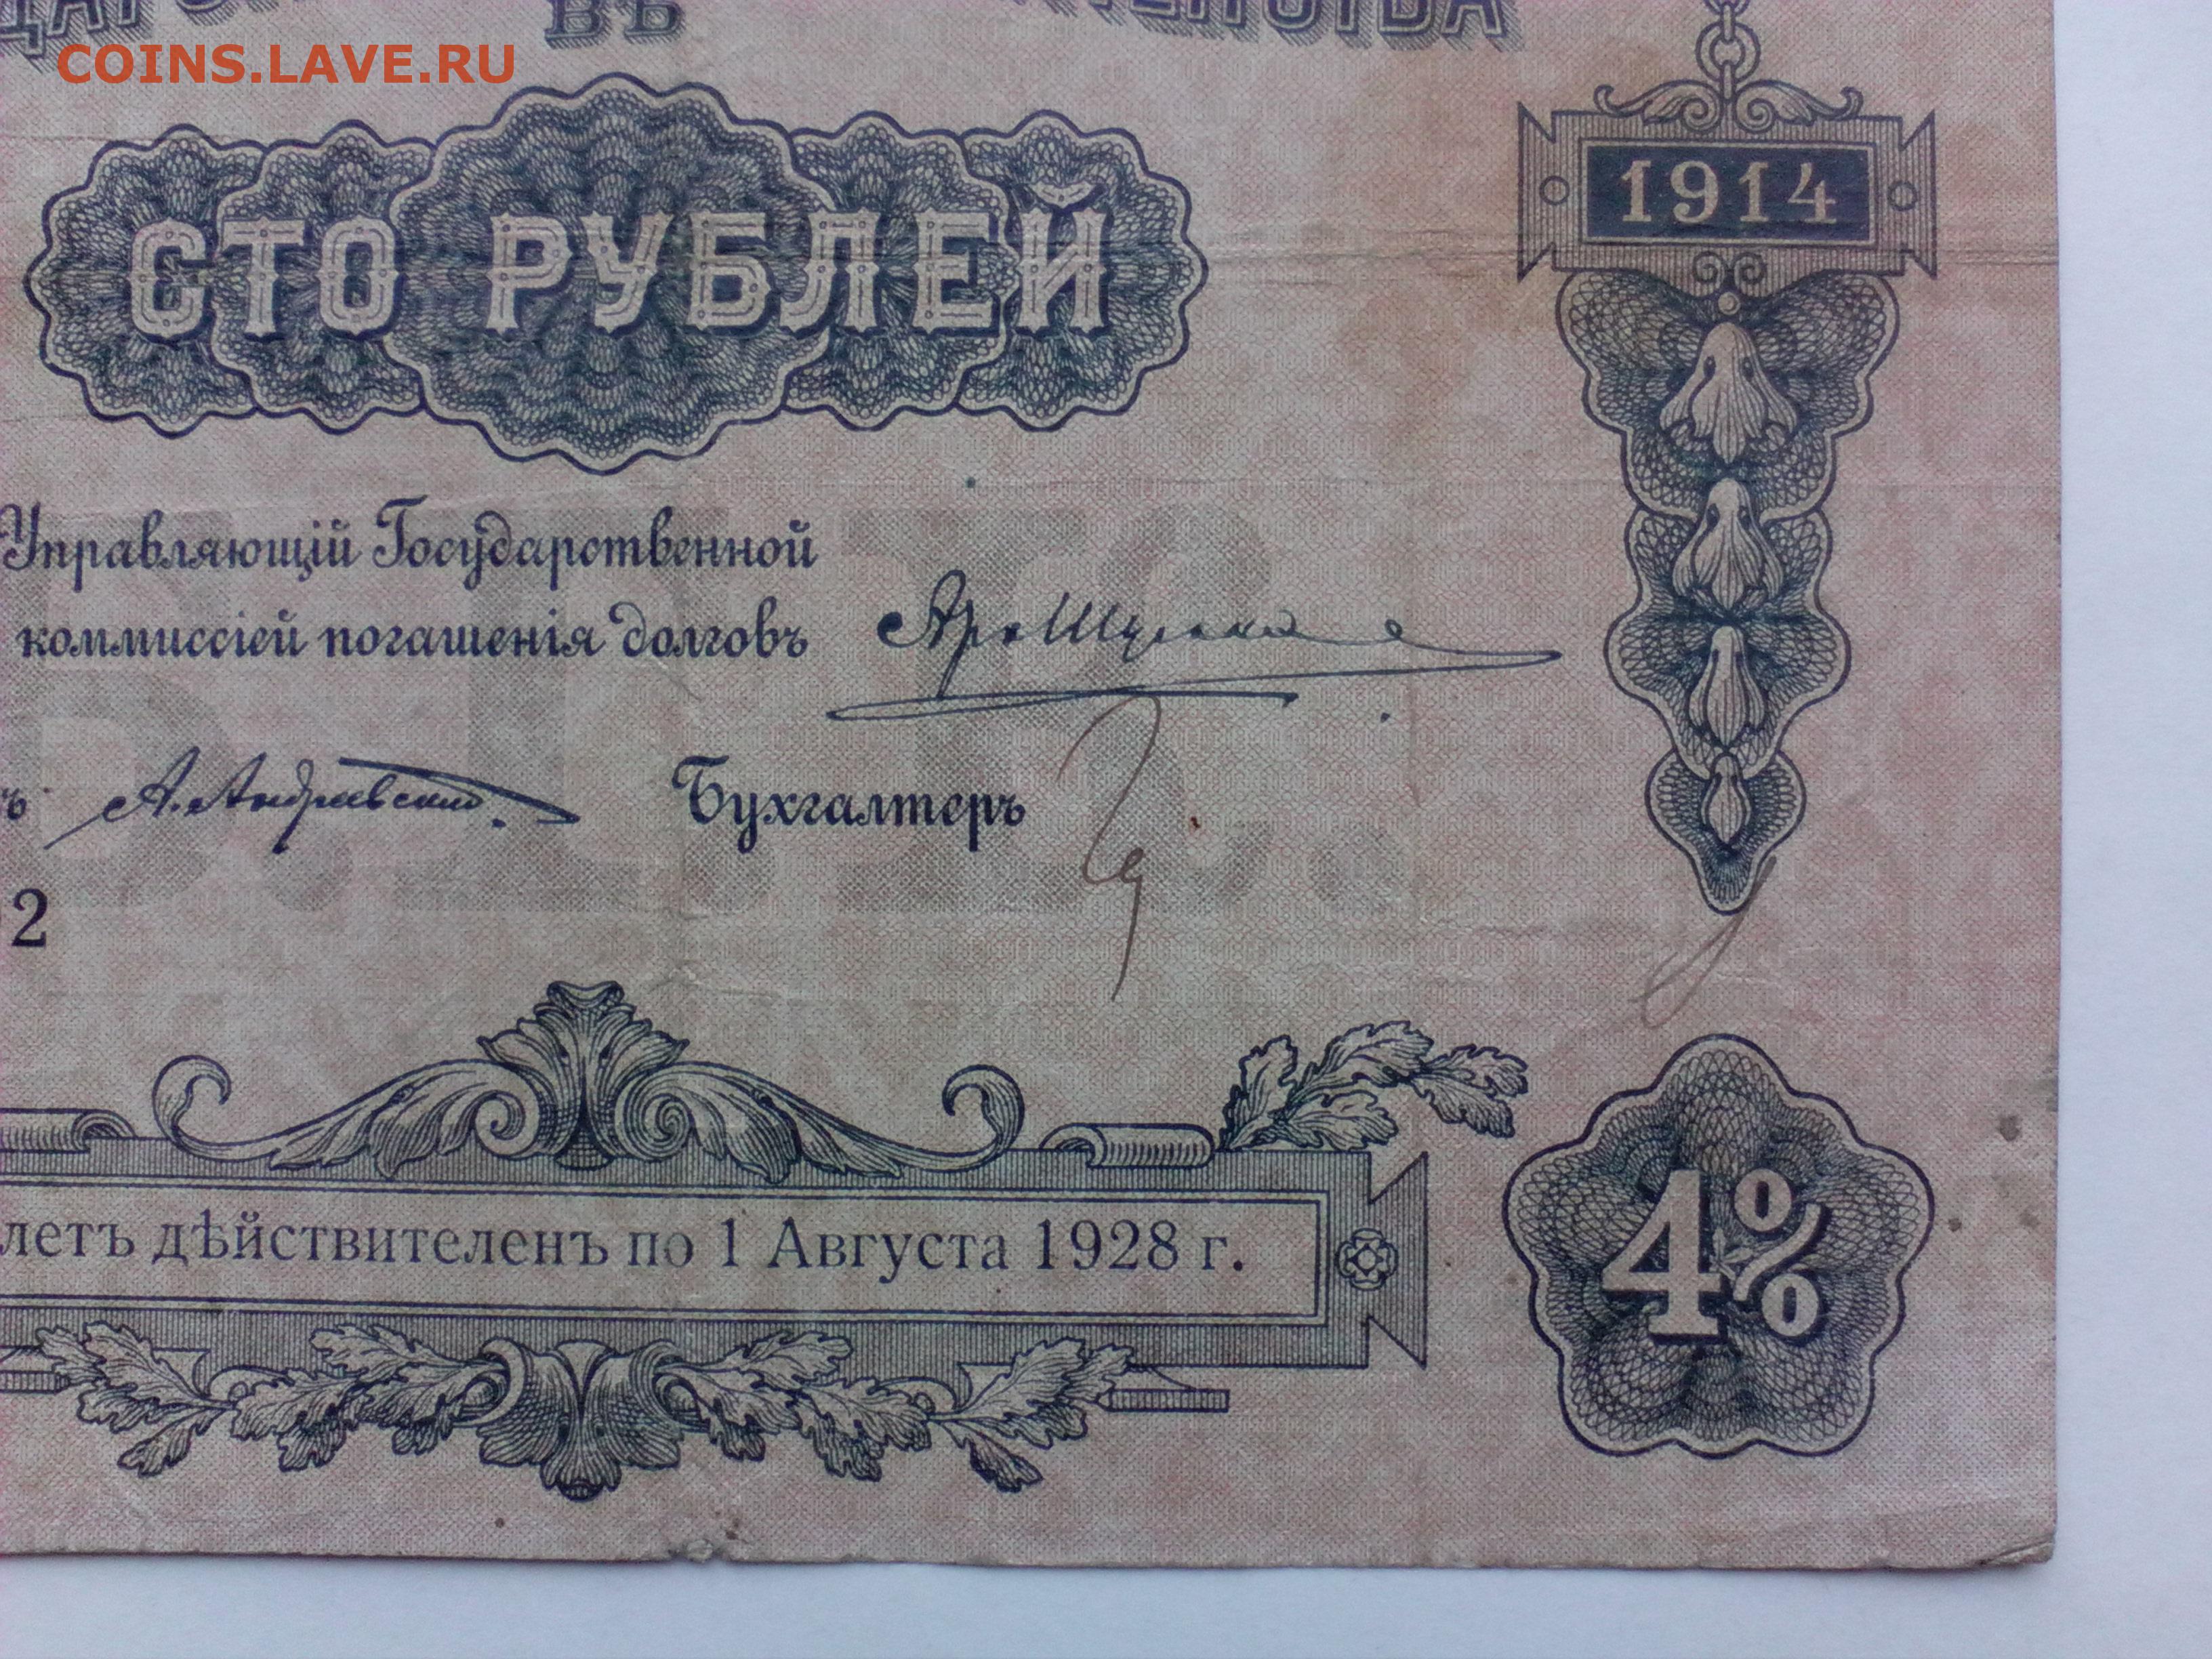 ВЪ
COINS.LAVE.RU
1914
СТО РУБЛЕЙ
Управляющій Государственной
коммиссіей погашенія долговъ
А. Андриевский. Бухгалтеръ
2
летъ дѣйствителенъ по 1 Августа 1928 г.
4%